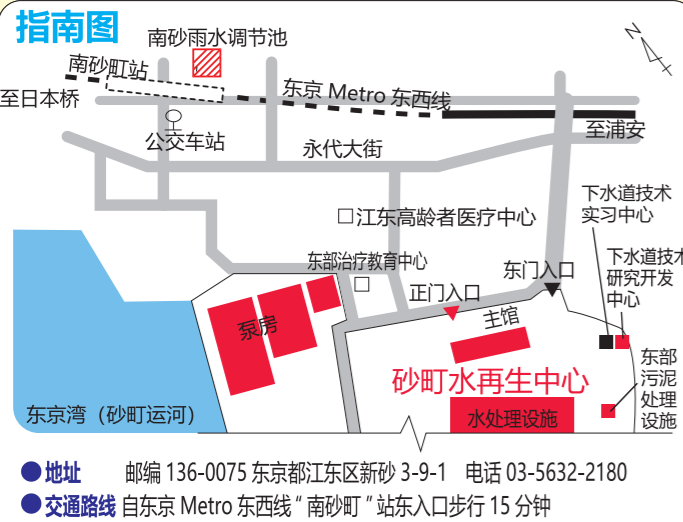 指南图
南砂雨水调节池
N
南砂町站
东京 Metro 东西线
至日本桥
公交车站
至浦安
永代大街
下水道技术
实习中心
江东高龄者医疗中心
下水道技术
研究开发
中心
东部治疗教育中心
东门入口
正门入口
主馆
泵房
砂町水再生中心
东部
污泥
处理
设施
东京湾（砂町运河）
水处理设施
●地址 邮编 136-0075 东京都江东区新砂 3-9-1 电话 03-5632-2180
●交通路线 自东京 Metro 东西线“南砂町”站东入口步行 15 分钟